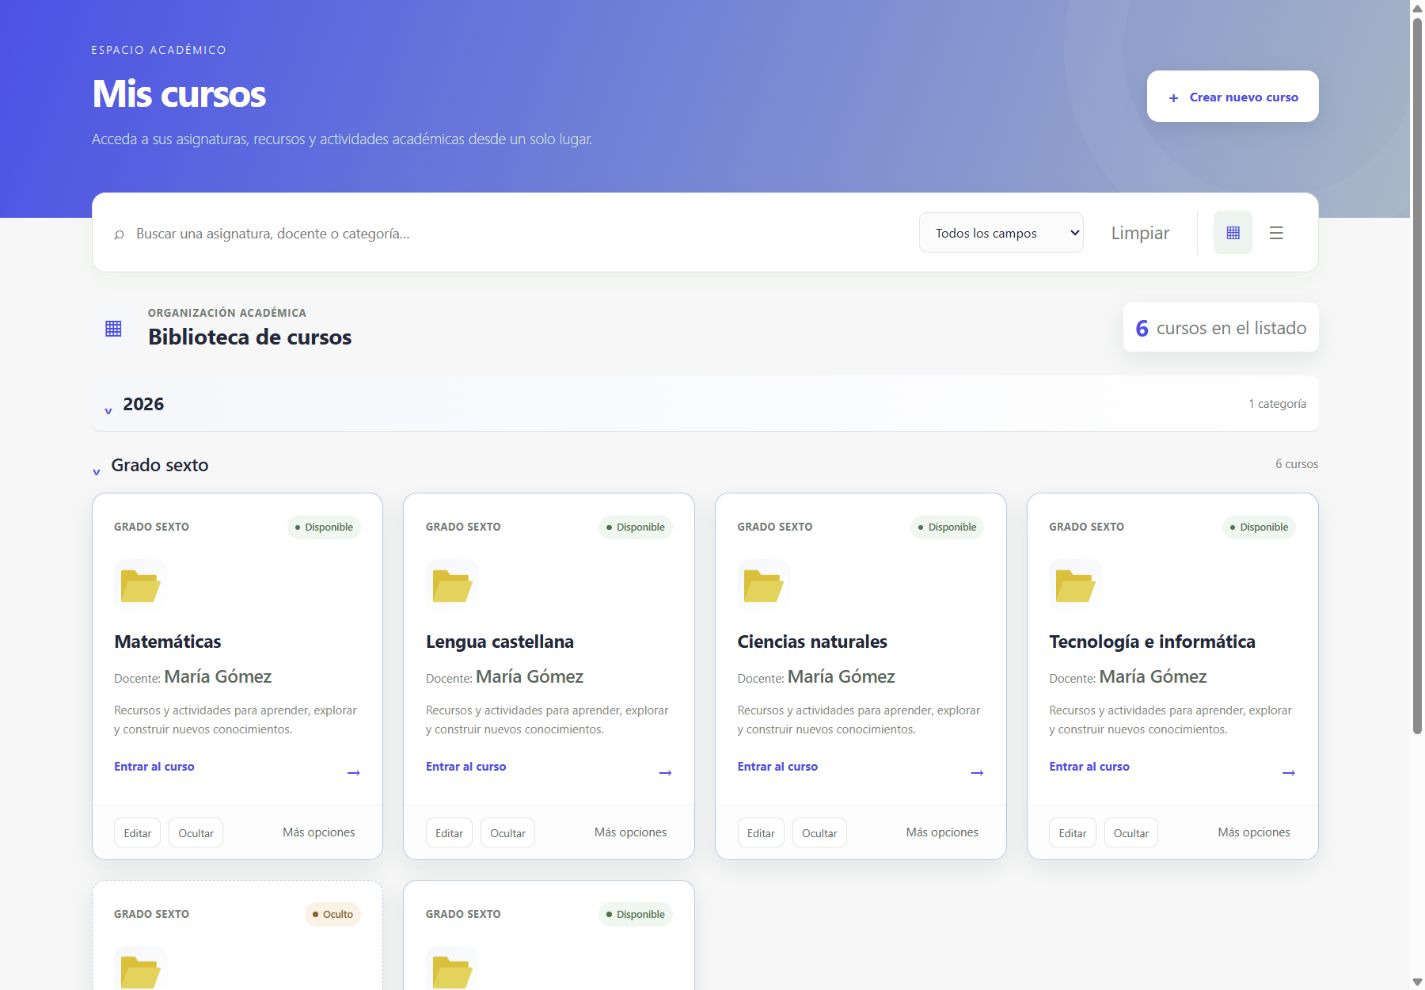 ESPACIO ACADÉMICO
Mis cursos
Acceda a sus asignaturas, recursos y actividades académicas desde un solo lugar.
+ Crear nuevo curso
Buscar una asignatura, docente o categoría...
Todos los campos
Limpiar
ORGANIZACIÓN ACADÉMICA
Biblioteca de cursos
6 cursos en el listado
2026
1 categoría
Grado sexto
6 cursos
GRADO SEXTO
Disponible
Matemáticas
Docente: María Gómez
Recursos y actividades para aprender, explorar
y construir nuevos conocimientos.
Entrar al curso →
Editar
Ocultar
Más opciones
GRADO SEXTO
Disponible
Lengua castellana
Docente: María Gómez
Recursos y actividades para aprender, explorar
y construir nuevos conocimientos.
Entrar al curso →
Editar
Ocultar
Más opciones
GRADO SEXTO
Disponible
Ciencias naturales
Docente: María Gómez
Recursos y actividades para aprender, explorar
y construir nuevos conocimientos.
Entrar al curso →
Editar
Ocultar
Más opciones
GRADO SEXTO
Disponible
Tecnología e informática
Docente: María Gómez
Recursos y actividades para aprender, explorar
y construir nuevos conocimientos.
Entrar al curso →
Editar
Ocultar
Más opciones
GRADO SEXTO
Oculto
GRADO SEXTO
Disponible